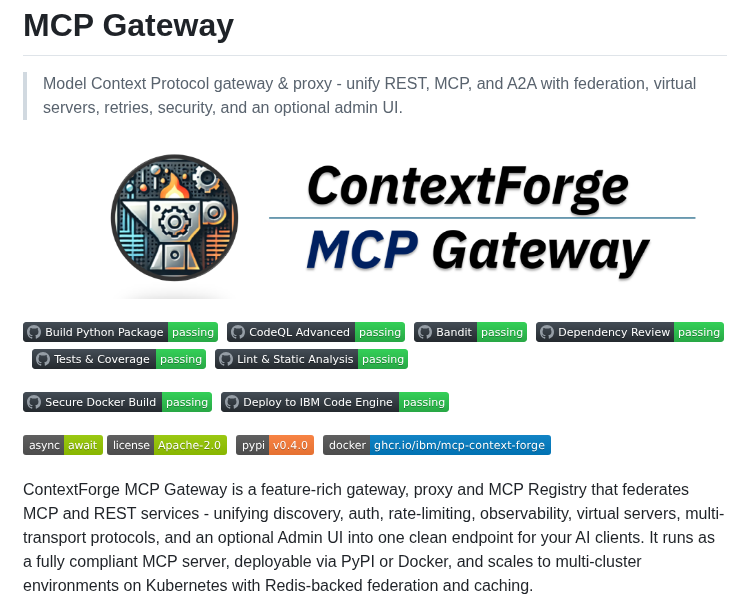 MCP Gateway
Model Context Protocol gateway & proxy - unify REST, MCP, and A2A with federation, virtual
servers, retries, security, and an optional admin UI.
ContextForge
MCP Gateway
Build Python Package passing CodeQL Advanced passing Bandit passing Dependency Review passing
Tests & Coverage passing Lint & Static Analysis passing
Secure Docker Build passing Deploy to IBM Code Engine passing
async await license Apache-2.0 pypi v0.4.0 docker ghcr.io/ibm/mcp-context-forge
ContextForge MCP Gateway is a feature-rich gateway, proxy and MCP Registry that federates
MCP and REST services - unifying discovery, auth, rate-limiting, observability, virtual servers, multi-
transport protocols, and an optional Admin UI into one clean endpoint for your AI clients. It runs as
a fully compliant MCP server, deployable via PyPI or Docker, and scales to multi-cluster
environments on Kubernetes with Redis-backed federation and caching.